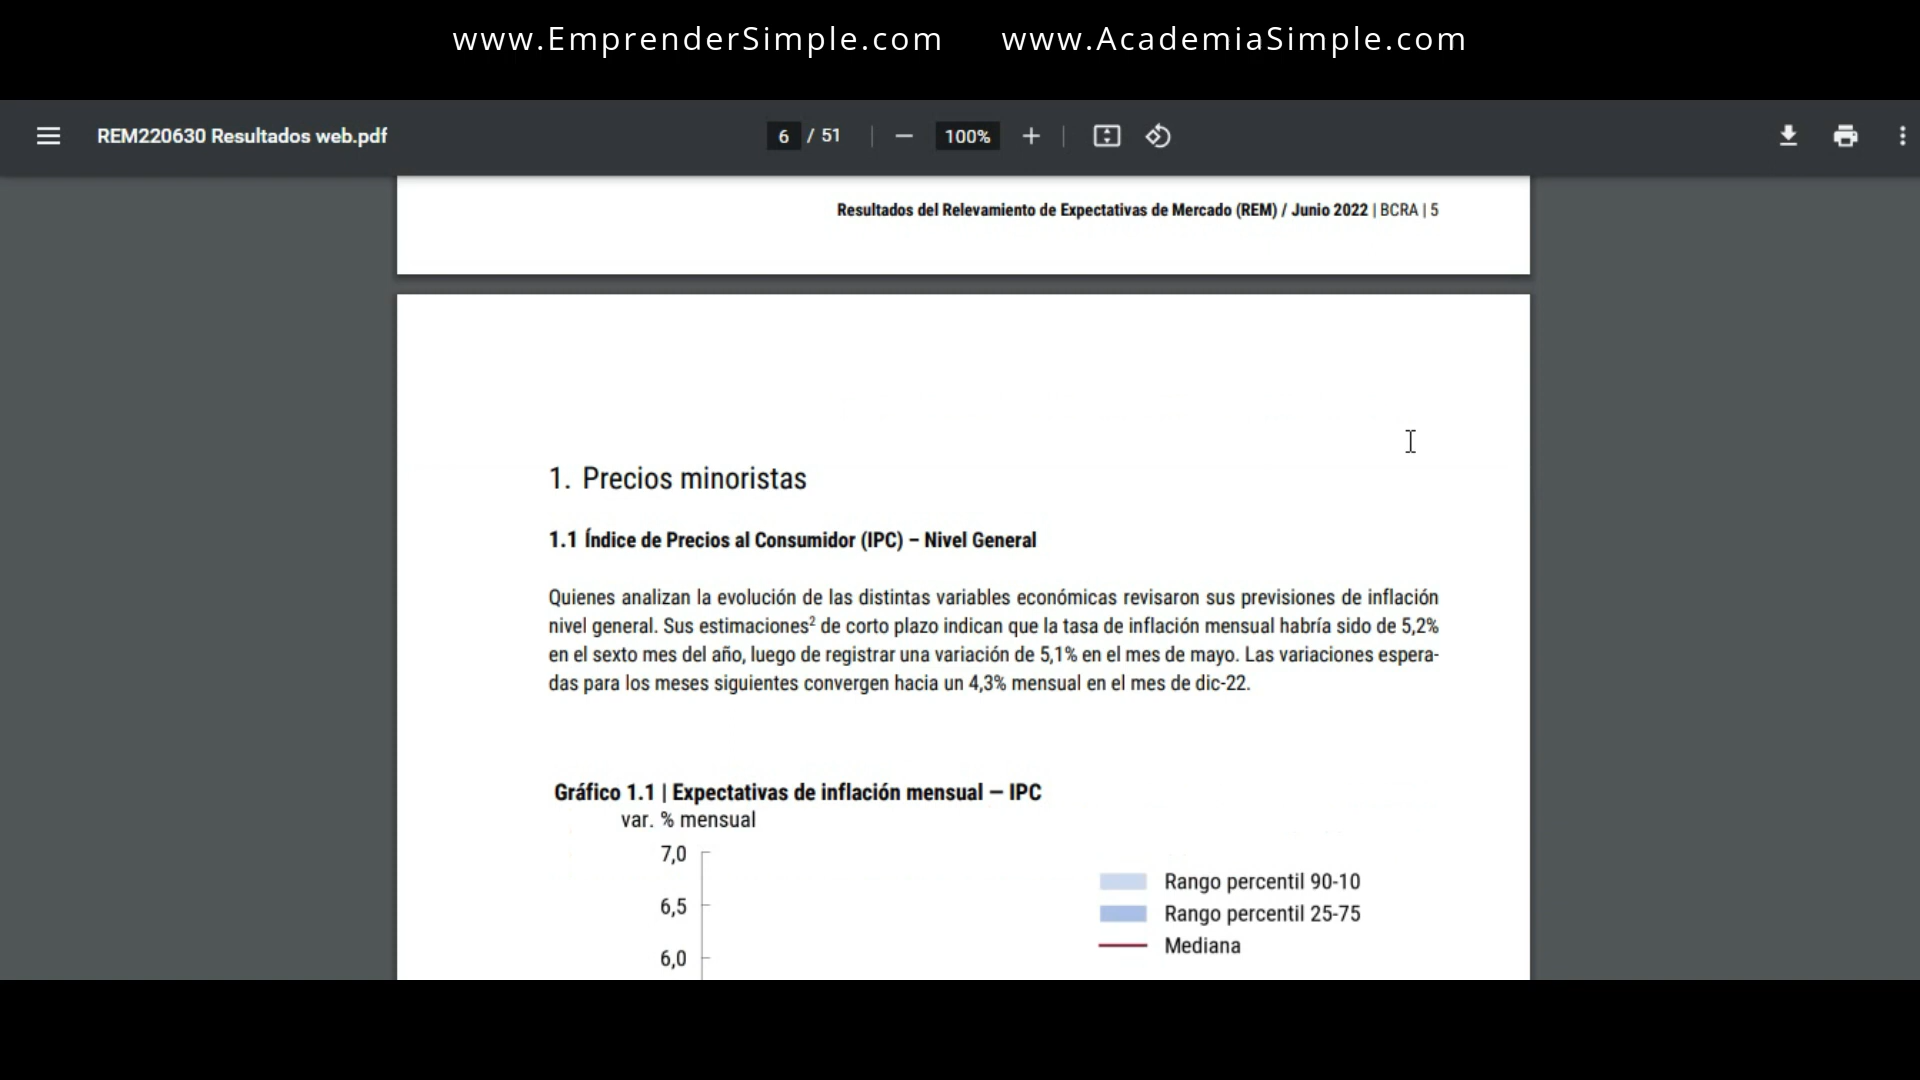 www.EmprenderSimple.com www.AcademiaSimple.com
REM220630 Resultados web.pdf
6 / 51
100%
Resultados del Relevamiento de Expectativas de Mercado (REM) / Junio 2022 | BCRA | 5
1. Precios minoristas
1.1 Índice de Precios al Consumidor (IPC) – Nivel General
Quienes analizan la evolución de las distintas variables económicas revisaron sus previsiones de inflación
nivel general. Sus estimaciones² de corto plazo indican que la tasa de inflación mensual habría sido de 5,2%
en el sexto mes del año, luego de registrar una variación de 5,1% en el mes de mayo. Las variaciones espera-
das para los meses siguientes convergen hacia un 4,3% mensual en el mes de dic-22.
Gráfico 1.1 | Expectativas de inflación mensual — IPC
var. % mensual
7,0
6,5
6,0
Rango percentil 90-10
Rango percentil 25-75
Mediana